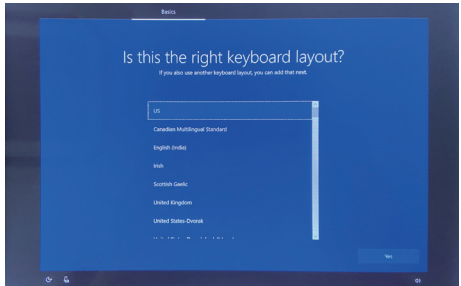 Basics
Is this the right keyboard layout?
If you also use another keyboard layout, you can add that next.
US
Canadian Multilingual Standard
English (India)
Irish
Scottish Gaelic
United Kingdom
United States-Dvorak
Yes